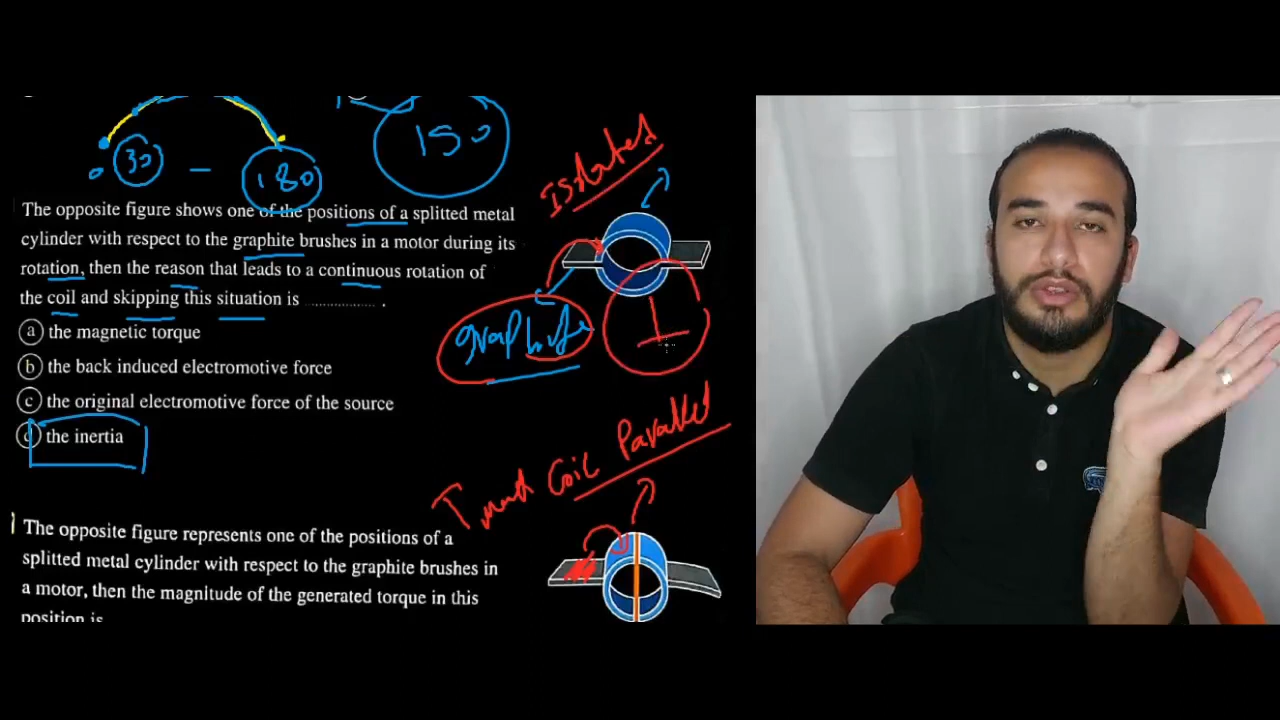 150
0 30 - 180
Isolated
The opposite figure shows one of the positions of a splitted metal
cylinder with respect to the graphite brushes in a motor during its
rotation, then the reason that leads to a continuous rotation of
the coil and skipping this situation is .................. .
graphite
⊥
a the magnetic torque
b the back induced electromotive force
c the original electromotive force of the source
d the inertia
Coil Parallel
The opposite figure represents one of the positions of a
splitted metal cylinder with respect to the graphite brushes in
a motor, then the magnitude of the generated torque in this
position is